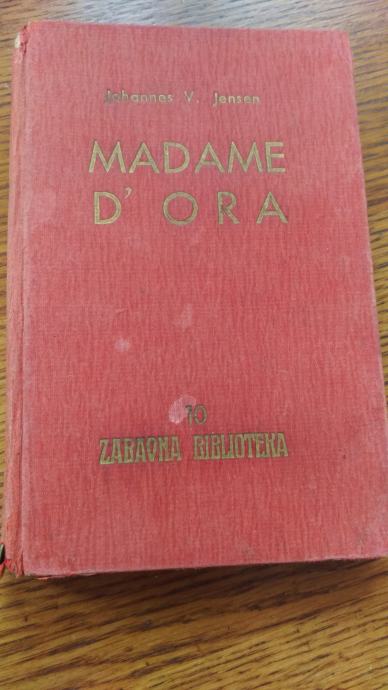 Johannes V. Jensen
MADAME
D' ORA
10
ZABAVNA BIBLIOTEKA